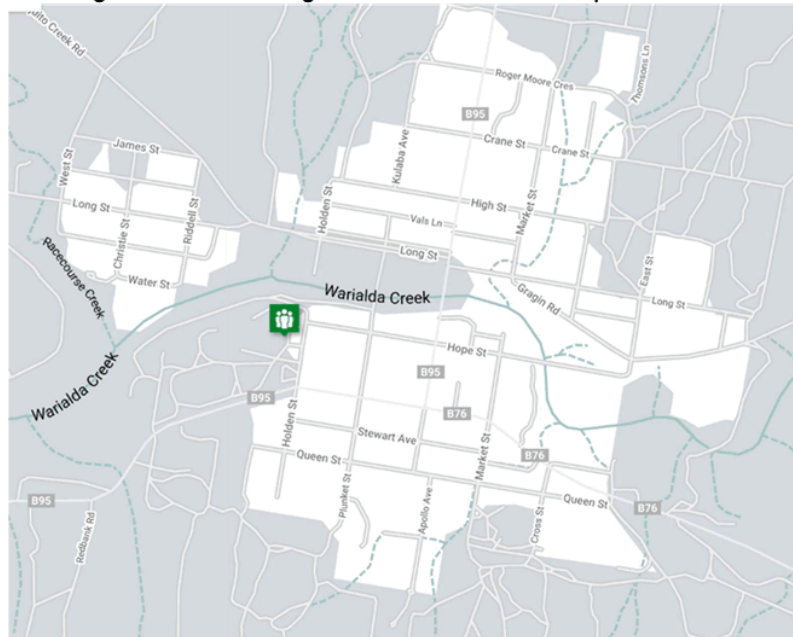 Roger Moore Cres
Thomsons Ln
B95
Crane St
Crane St
James St
West St
Kulaba Ave
Holden St
High St
Market St
Long St
Christie St
Riddell St
Vals Ln
Long St
East St
Racecourse Creek
Water St
Warialda Creek
Gragin Rd
Long St
Hope St
Warialda Creek
B95
B95
B76
Holden St
Stewart Ave
Market St
Queen St
B76
Plunket St
Apollo Ave
Queen St
Cross St
B95
B76
Redbank Rd